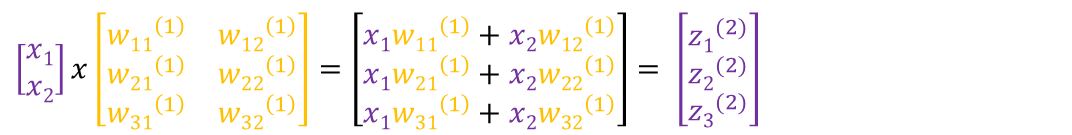 [x₁ x₂] x [w₁₁⁽¹⁾ w₁₂⁽¹⁾ w₂₁⁽¹⁾ w₂₂⁽¹⁾ w₃₁⁽¹⁾ w₃₂⁽¹⁾] = [x₁w₁₁⁽¹⁾ + x₂w₁₂⁽¹⁾ x₁w₂₁⁽¹⁾ + x₂w₂₂⁽¹⁾ x₁w₃₁⁽¹⁾ + x₂w₃₂⁽¹⁾] = [z₁⁽²⁾ z₂⁽²⁾ z₃⁽²⁾]